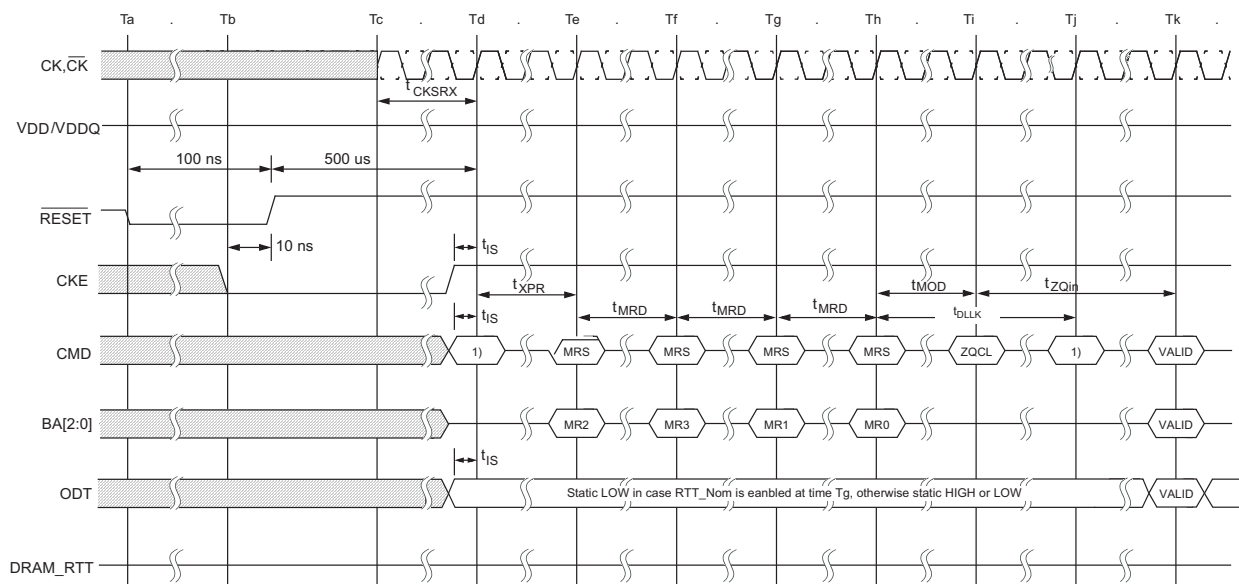 Ta . Tb Tc . Td . Te . Tf . Tg . Th . Ti . Tj . Tk .
CK,CK
tCKSRX
VDD/VDDQ
100 ns 500 us
RESET
10 ns tIS
CKE
tXPR tMOD tZQin
tMRD tMRD tMRD tDLLK
tIS
CMD 1) MRS MRS MRS MRS ZQCL 1) VALID
BA[2:0] MR2 MR3 MR1 MR0 VALID
tIS
ODT Static LOW in case RTT_Nom is eanbled at time Tg, otherwise static HIGH or LOW VALID
DRAM_RTT